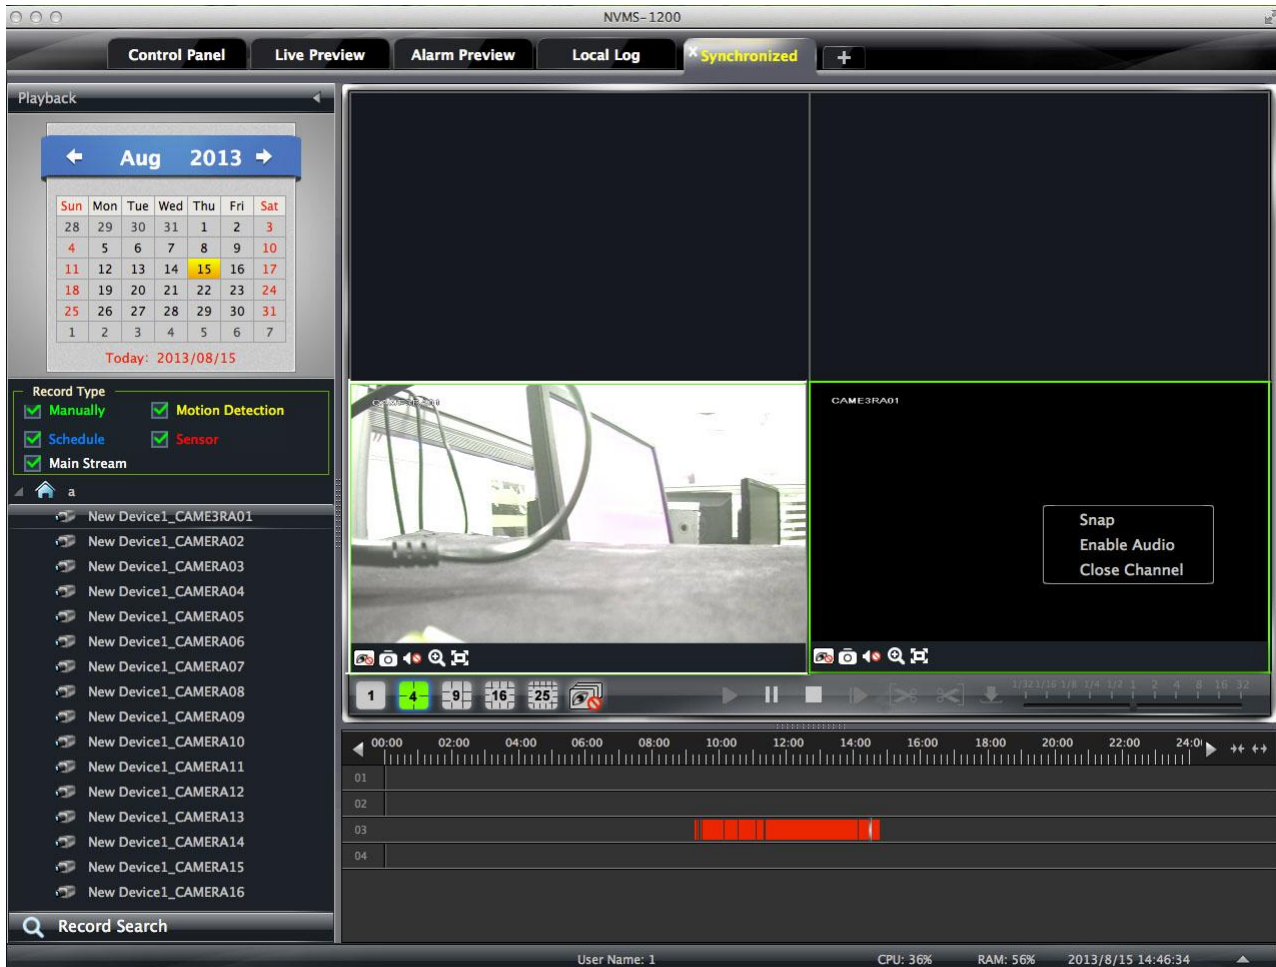 NVMS-1200
Control Panel
Live Preview
Alarm Preview
Local Log
x Synchronized
+
Playback
Aug 2013
Sun Mon Tue Wed Thu Fri Sat
28 29 30 31 1 2 3
4 5 6 7 8 9 10
11 12 13 14 15 16 17
18 19 20 21 22 23 24
25 26 27 28 29 30 31
1 2 3 4 5 6 7
Today: 2013/08/15
Record Type
Manually
Motion Detection
Schedule
Sensor
Main Stream
a
New Device1_CAME3RA01
New Device1_CAMERA02
New Device1_CAMERA03
New Device1_CAMERA04
New Device1_CAMERA05
New Device1_CAMERA06
New Device1_CAMERA07
New Device1_CAMERA08
New Device1_CAMERA09
New Device1_CAMERA10
New Device1_CAMERA11
New Device1_CAMERA12
New Device1_CAMERA13
New Device1_CAMERA14
New Device1_CAMERA15
New Device1_CAMERA16
Record Search
CAME3RA01
Snap
Enable Audio
Close Channel
1 4 9 16 25
1/32 1/16 1/8 1/4 1/2 1 2 4 8 16 32
00:00 02:00 04:00 06:00 08:00 10:00 12:00 14:00 16:00 18:00 20:00 22:00 24:0
01
02
03
04
User Name: 1
CPU: 36%
RAM: 56%
2013/8/15 14:46:34